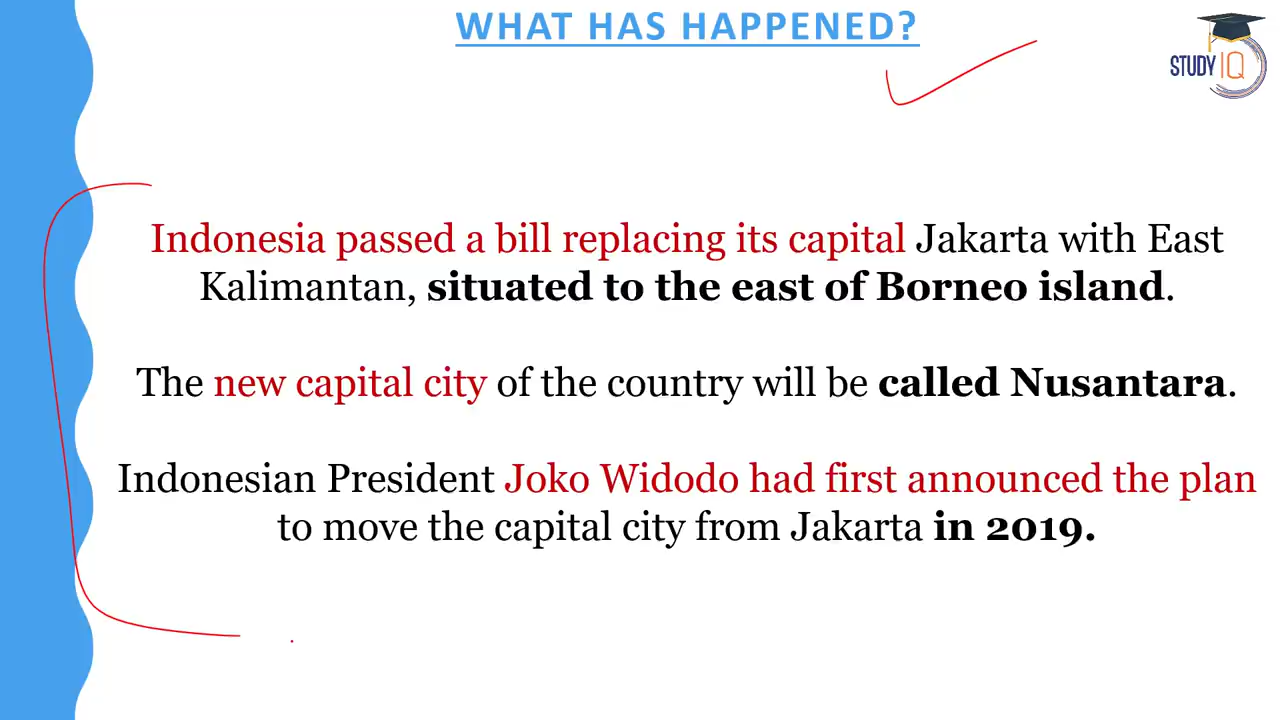 WHAT HAS HAPPENED?
STUDY IQ
Indonesia passed a bill replacing its capital Jakarta with East
Kalimantan, situated to the east of Borneo island.
The new capital city of the country will be called Nusantara.
Indonesian President Joko Widodo had first announced the plan
to move the capital city from Jakarta in 2019.